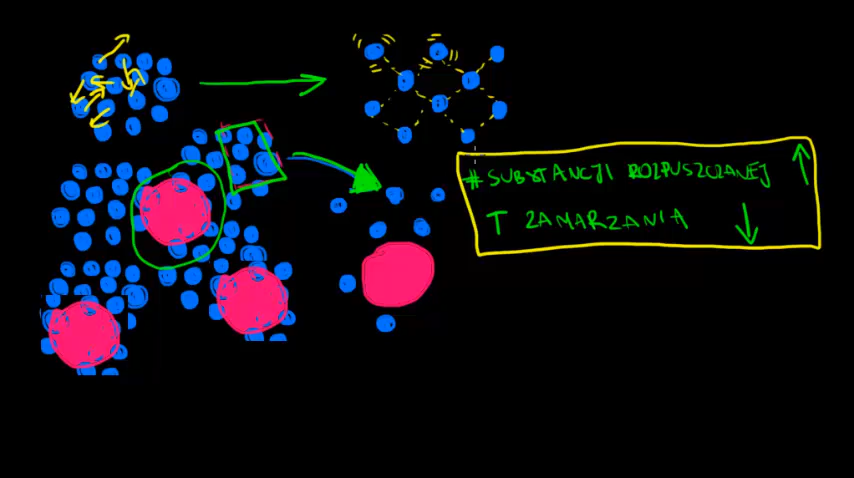 # SUBSTANCJI ROZPUSZCZANEJ ↑
T ZAMARZANIA ↓